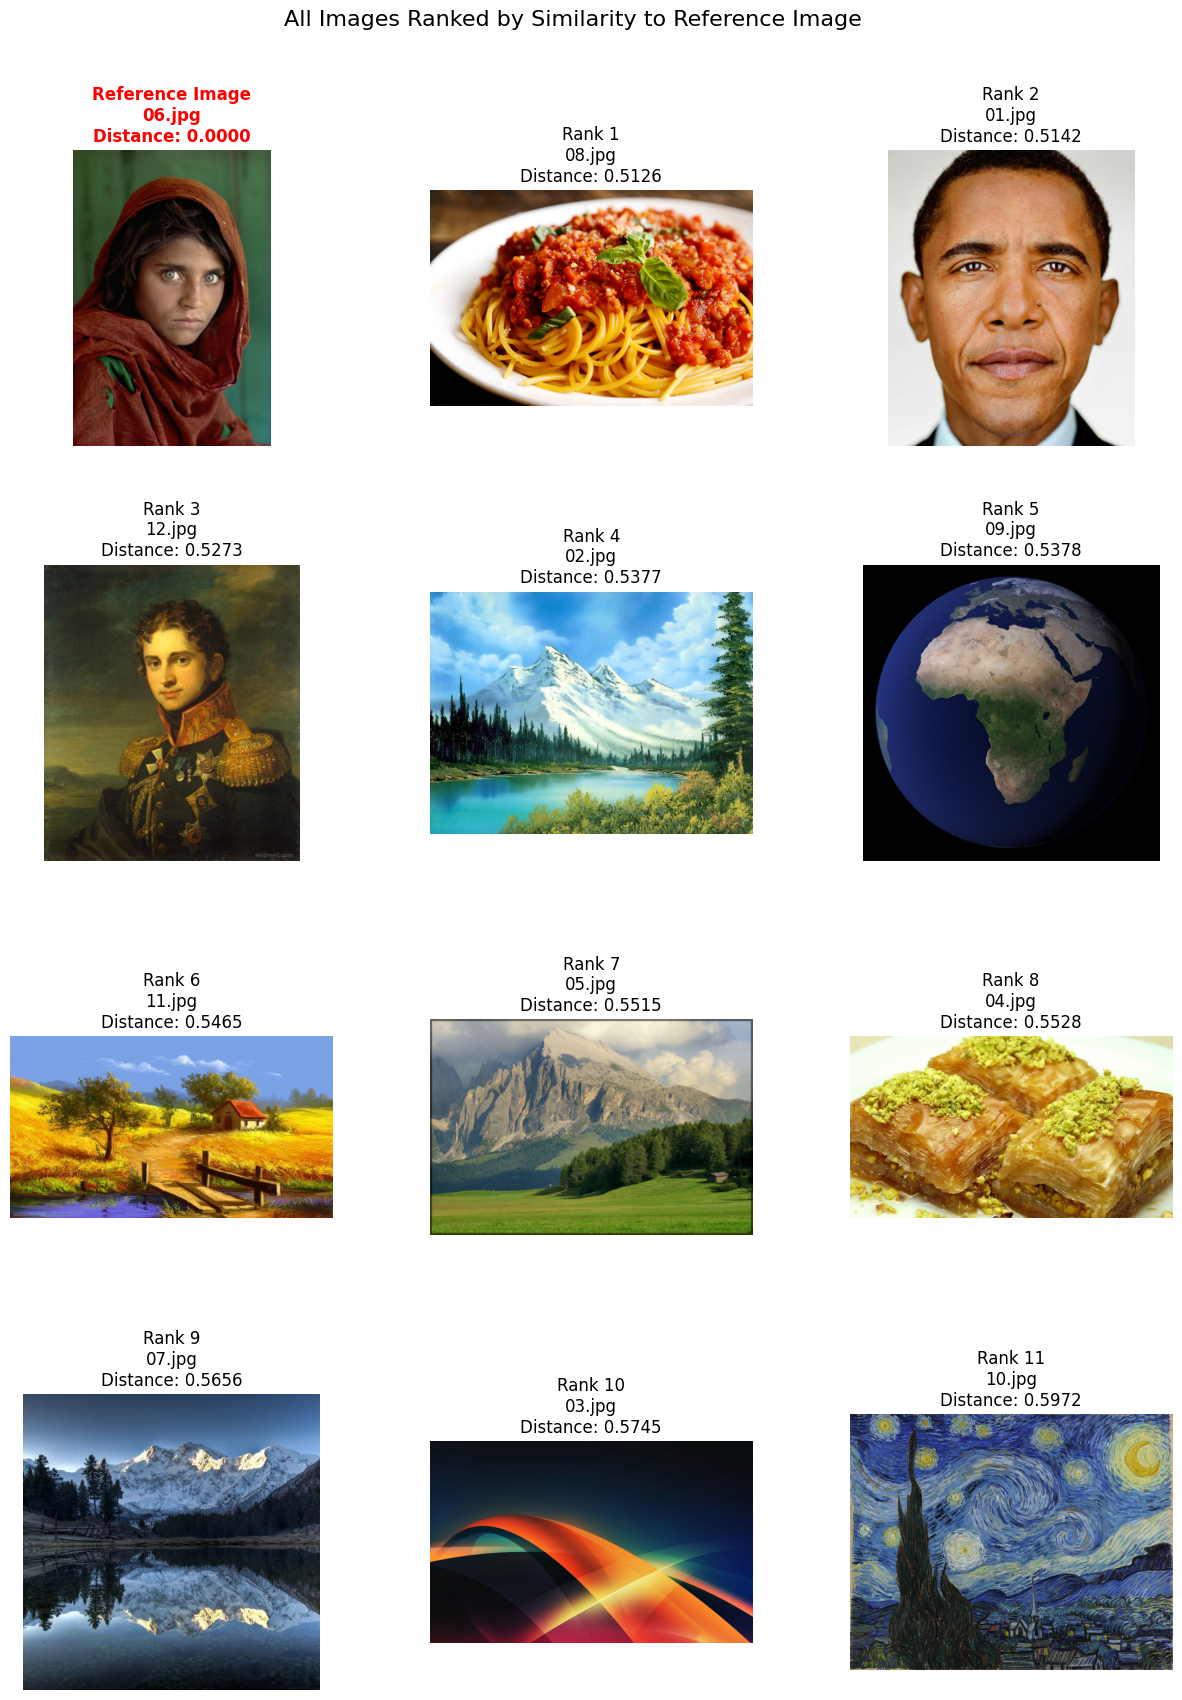 All Images Ranked by Similarity to Reference Image
Reference Image
06.jpg
Distance: 0.0000
Rank 1
08.jpg
Distance: 0.5126
Rank 2
01.jpg
Distance: 0.5142
Rank 3
12.jpg
Distance: 0.5273
Rank 4
02.jpg
Distance: 0.5377
Rank 5
09.jpg
Distance: 0.5378
Rank 6
11.jpg
Distance: 0.5465
Rank 7
05.jpg
Distance: 0.5515
Rank 8
04.jpg
Distance: 0.5528
Rank 9
07.jpg
Distance: 0.5656
Rank 10
03.jpg
Distance: 0.5745
Rank 11
10.jpg
Distance: 0.5972